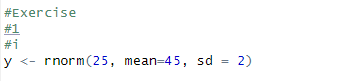 #Exercise
#1
#i
y <- rnorm(25, mean=45, sd = 2)